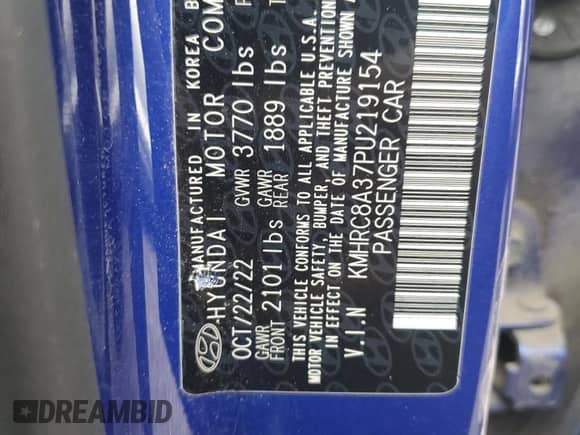 MANUFACTURED IN KOREA B
HYUNDAI MOTOR COM
OCT/22/22 GVWR 3770 lbs
GAWR FRONT 2101 lbs GAWR REAR 1889 lbs
THIS VEHICLE CONFORMS TO ALL APPLICABLE U.S.A.
MOTOR VEHICLE SAFETY, BUMPER, AND THEFT PREVENTION
IN EFFECT ON THE DATE OF MANUFACTURE SHOWN A
V.I.N KMHRC8A37PU219154
PASSENGER CAR
DREAMBID